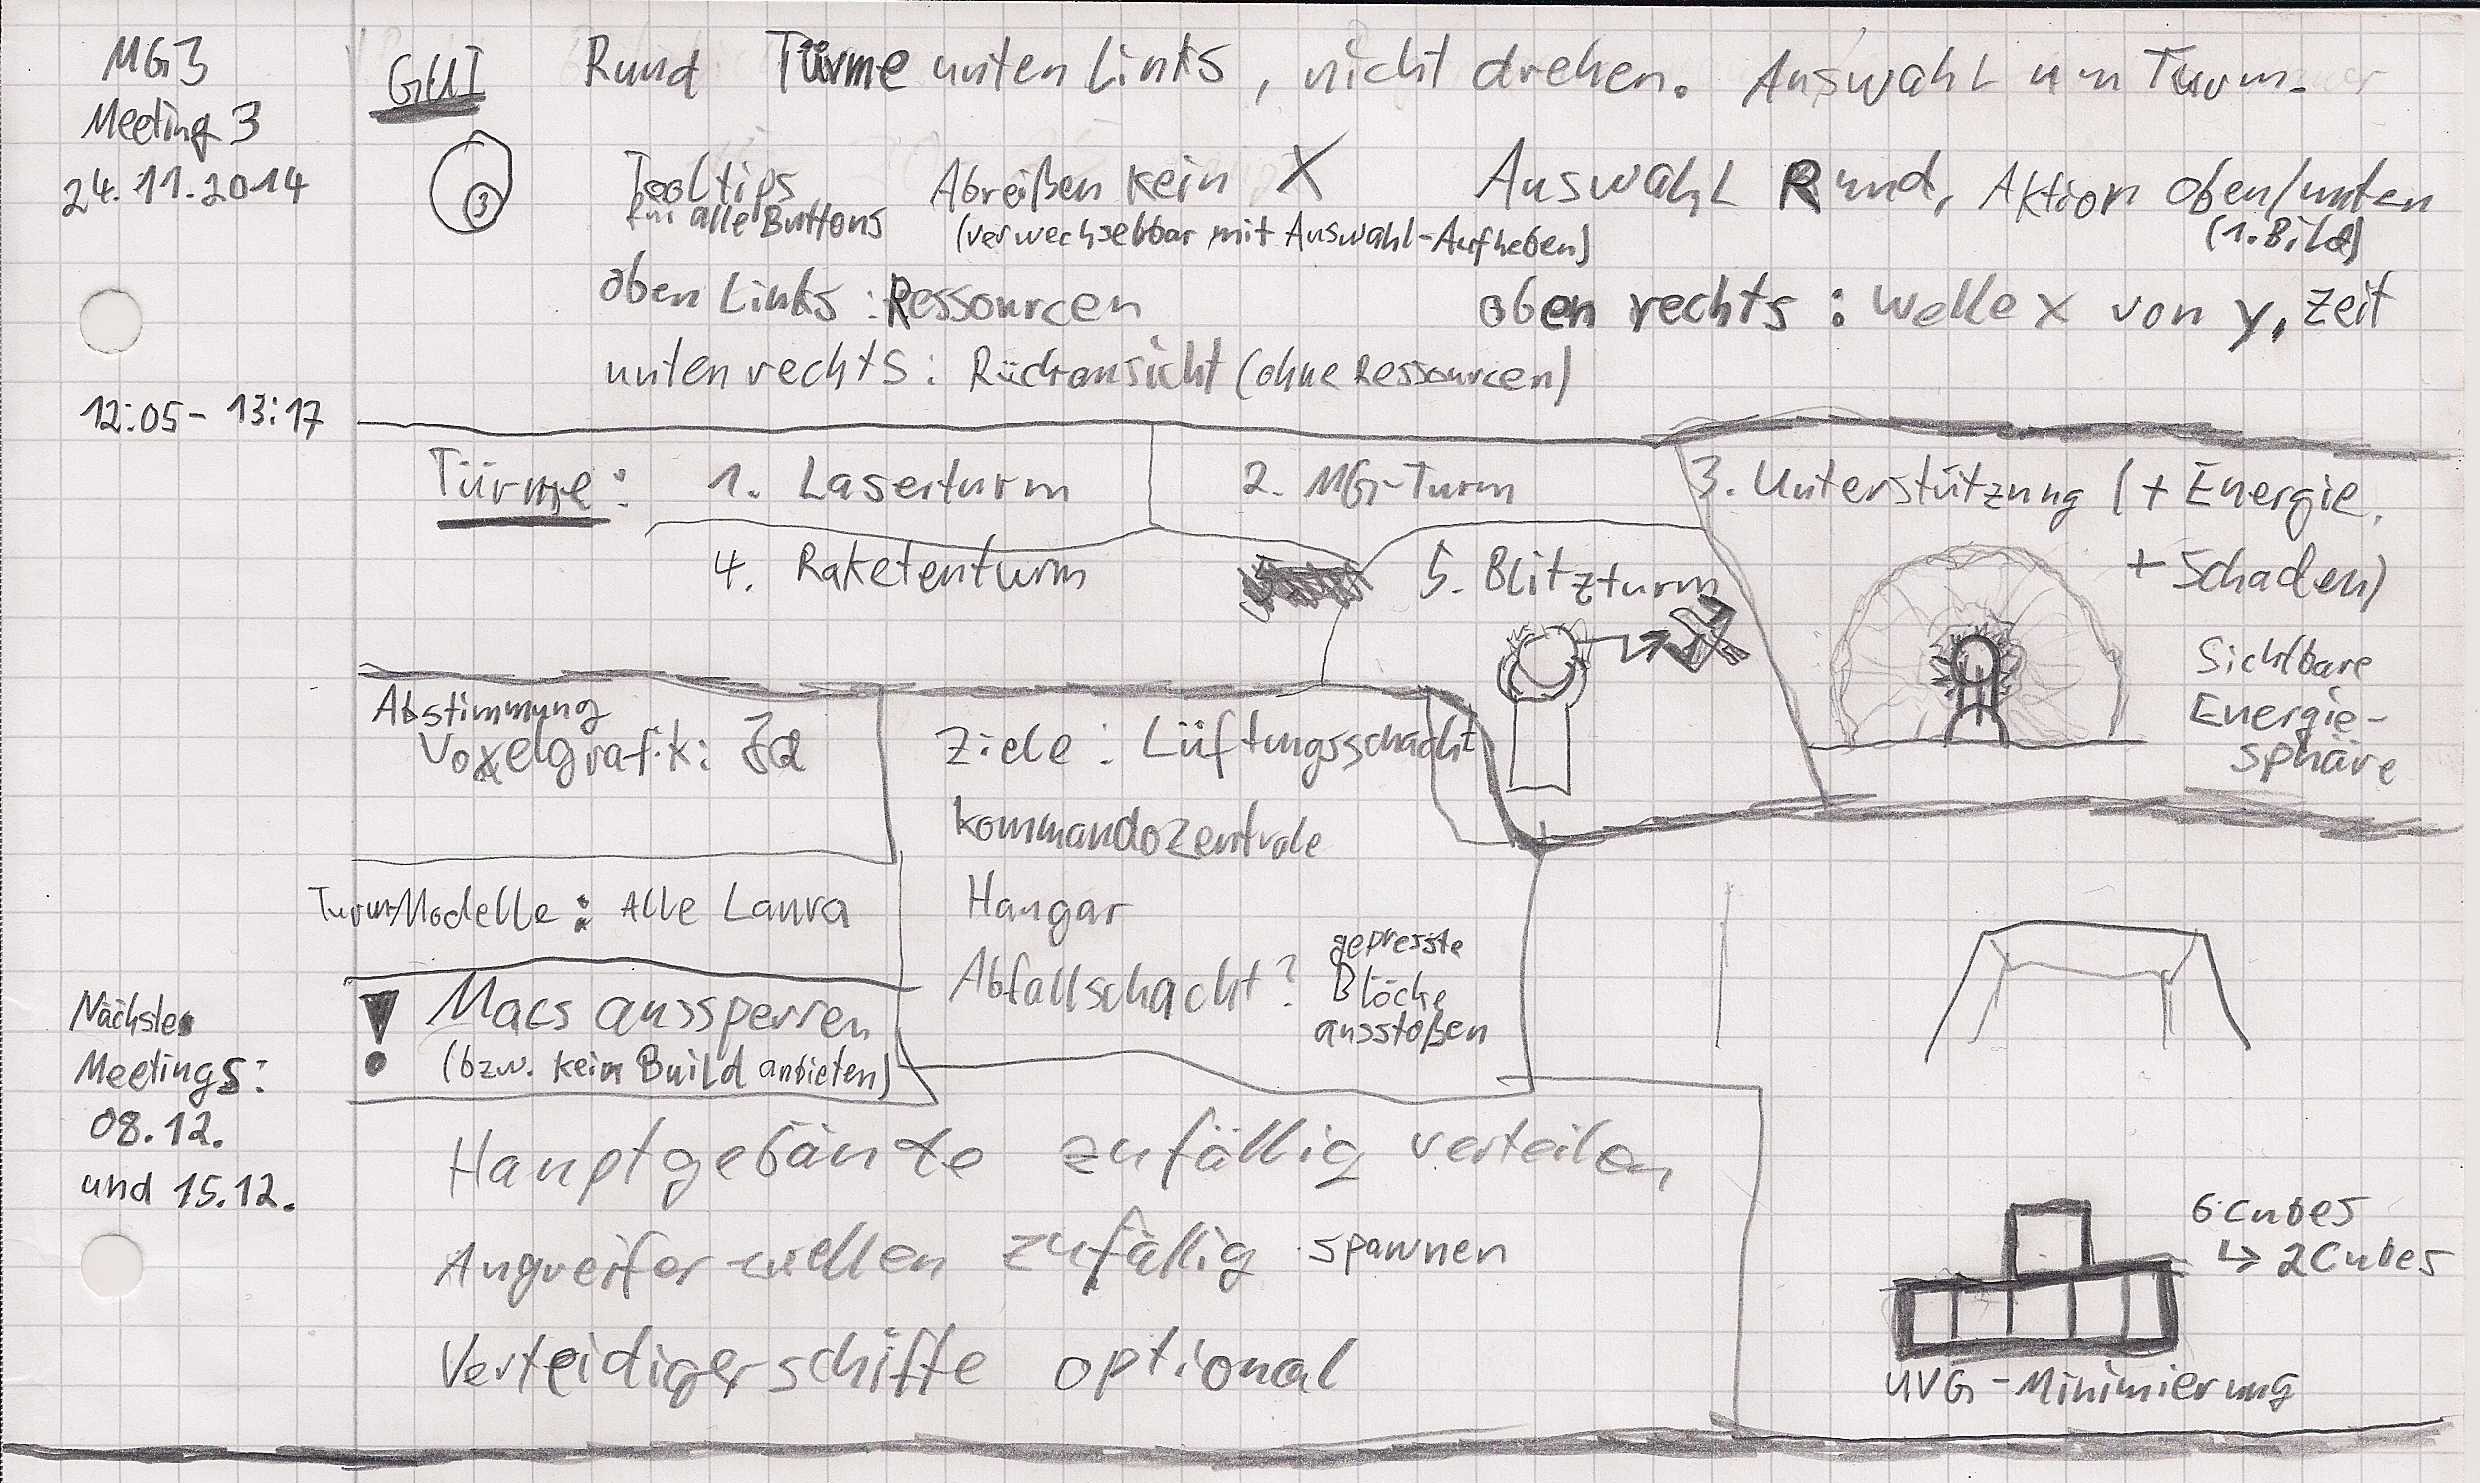 MG3
Meeting 3
24.11.2014
12:05 - 13:17
Nächste
Meetings:
08.12.
und 15.12.
GUI Rund Türme unten Links, nicht drehen. Auswahl um Turm.
3
Tooltips
für alle Buttons
Abreißen kein X
(verwechselbar mit Auswahl-Aufheben)
Auswahl Rund, Aktion oben/unten
(1. Bild)
oben Links: Ressourcen
oben rechts: Welle X von y, Zeit
unten rechts: Rückansicht (ohne Ressourcen)
Türme: 1. Laserturm
2. MG-Turm
3. Unterstützung (+ Energie,
+ Schaden)
4. Raketenturm
5. Blitzturm
Sichtbare
Energie-
sphäre
Abstimmung
Voxelgrafik: Ja
Turm-Modelle: Alle Laura
! Macs aussperren
(bzw. kein Build anbieten)
Ziele: Lüftungsschacht
Kommandozentrale
Hangar
Abfallschacht?
gepresste
Blöcke
ausstoßen
Hauptgebäute zufällig verteilen
Angreifer-wellen zufällig spawnen
Verteidigerschiffe optional
6 Cubes
↳ 2 Cubes
UVG-Minimierung